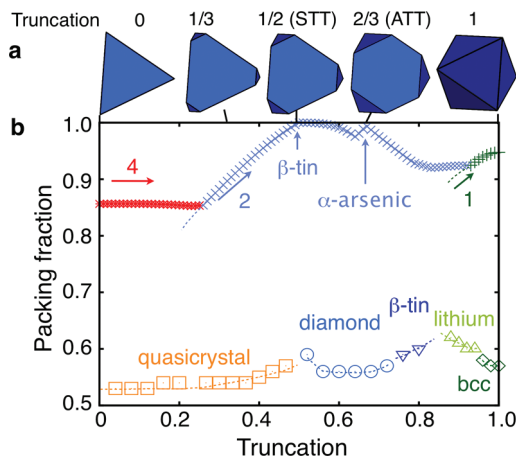 Truncation 0 1/3 1/2 (STT) 2/3 (ATT) 1
a
b
1.0
4
β-tin
2
α-arsenic
1
0.9
0.8
0.7
0.6
0.5
Packing fraction
quasicrystal
diamond
β-tin
lithium
bcc
0 0.2 0.4 0.6 0.8 1.0
Truncation